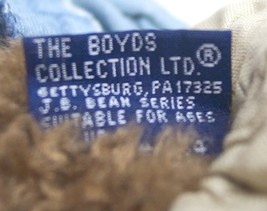 THE BOYDS
COLLECTION LTD.®
GETTYSBURG, PA 17325
J.B. BEAN SERIES
SUITABLE FOR AGES